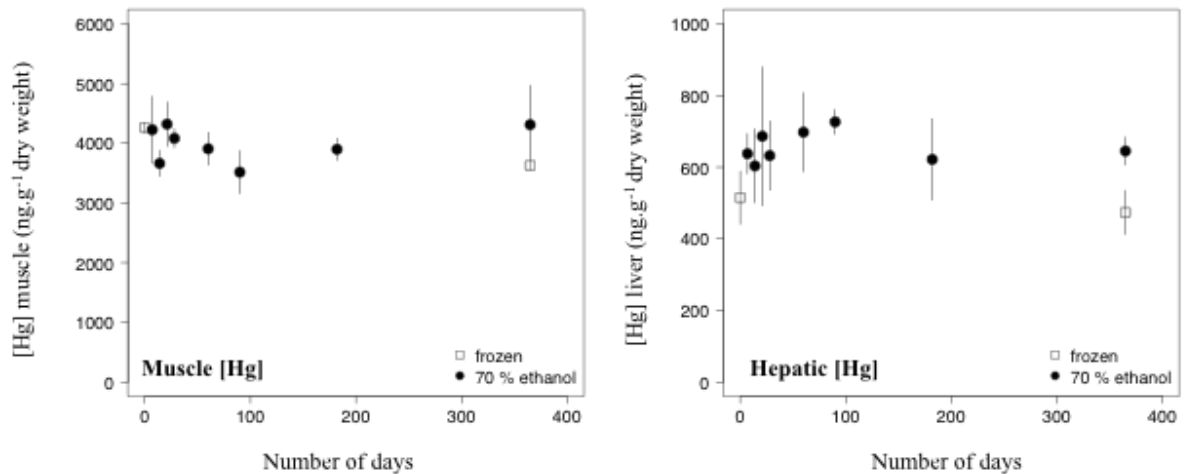 [Hg] muscle (ng.g⁻¹ dry weight)
6000
5000
4000
3000
2000
1000
0
Muscle [Hg]
frozen
70 % ethanol
0 100 200 300 400
Number of days
[Hg] liver (ng.g⁻¹ dry weight)
1000
800
600
400
200
0
Hepatic [Hg]
frozen
70 % ethanol
0 100 200 300 400
Number of days